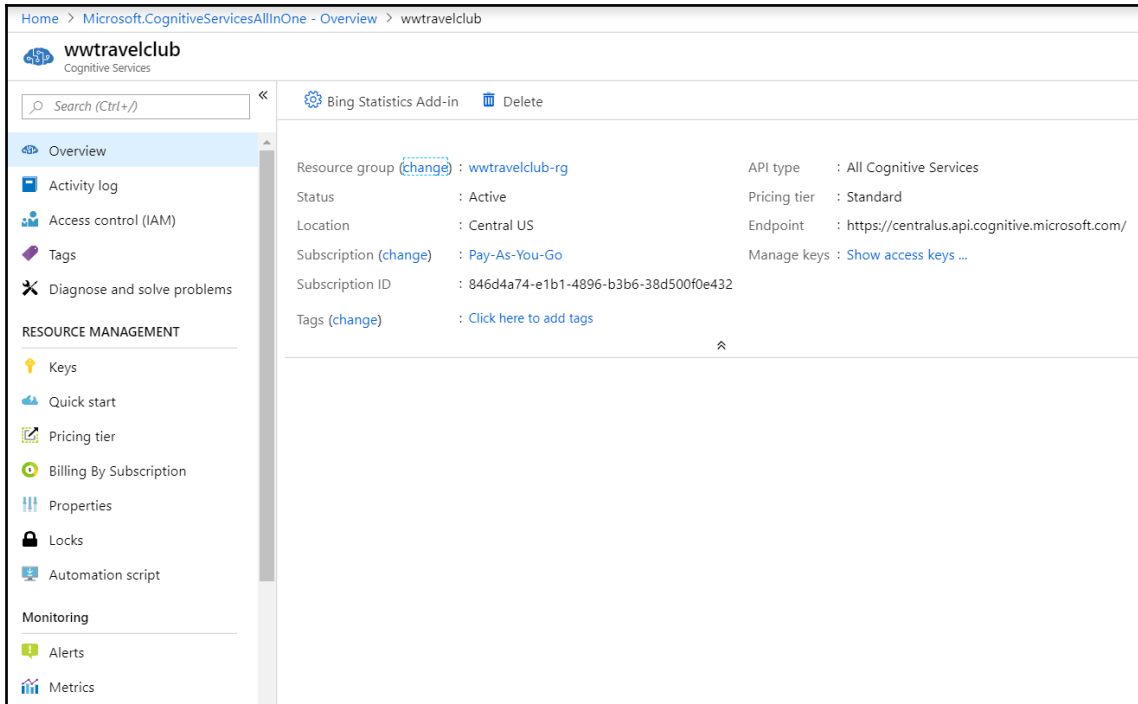 Home > Microsoft.CognitiveServicesAllInOne - Overview > wwtravelclub
wwtravelclub
Cognitive Services
Search (Ctrl+/)
«
Overview
Activity log
Access control (IAM)
Tags
Diagnose and solve problems
RESOURCE MANAGEMENT
Keys
Quick start
Pricing tier
Billing By Subscription
Properties
Locks
Automation script
Monitoring
Alerts
Metrics
Bing Statistics Add-in Delete
Resource group (change) : wwtravelclub-rg
Status : Active
Location : Central US
Subscription (change) : Pay-As-You-Go
Subscription ID : 846d4a74-e1b1-4896-b3b6-38d500f0e432
Tags (change) : Click here to add tags
API type : All Cognitive Services
Pricing tier : Standard
Endpoint : https://centralus.api.cognitive.microsoft.com/
Manage keys : Show access keys ...